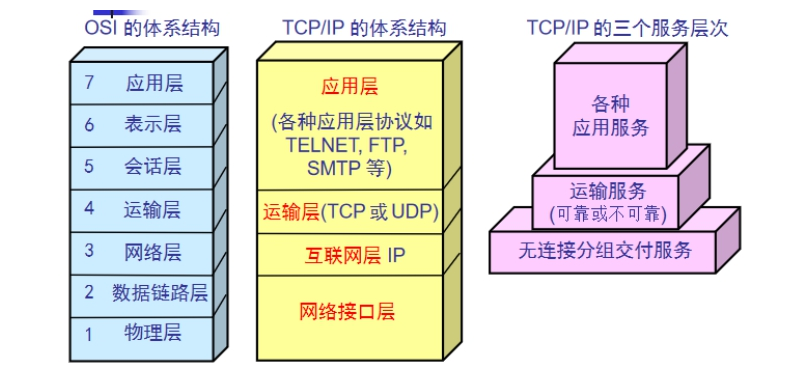 OSI 的体系结构
7 应用层
6 表示层
5 会话层
4 运输层
3 网络层
2 数据链路层
1 物理层
TCP/IP 的体系结构
应用层
(各种应用层协议如
TELNET, FTP,
SMTP 等)
运输层(TCP 或 UDP)
互联网层 IP
网络接口层
TCP/IP 的三个服务层次
各种
应用服务
运输服务
(可靠或不可靠)
无连接分组交付服务